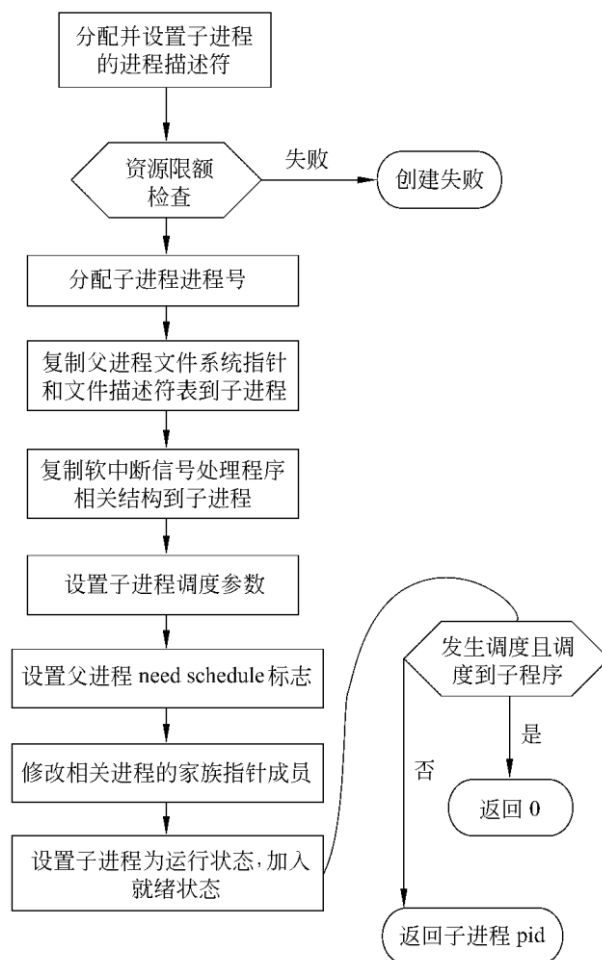 分配并设置子进程
的进程描述符
资源限额
检查
失败
创建失败
分配子进程进程号
复制父进程文件系统指针
和文件描述符表到子进程
复制软中断信号处理程序
相关结构到子进程
设置子进程调度参数
设置父进程 need schedule 标志
修改相关进程的家族指针成员
设置子进程为运行状态,加入
就绪状态
发生调度且调
度到子程序
是
否
返回 0
返回子进程 pid